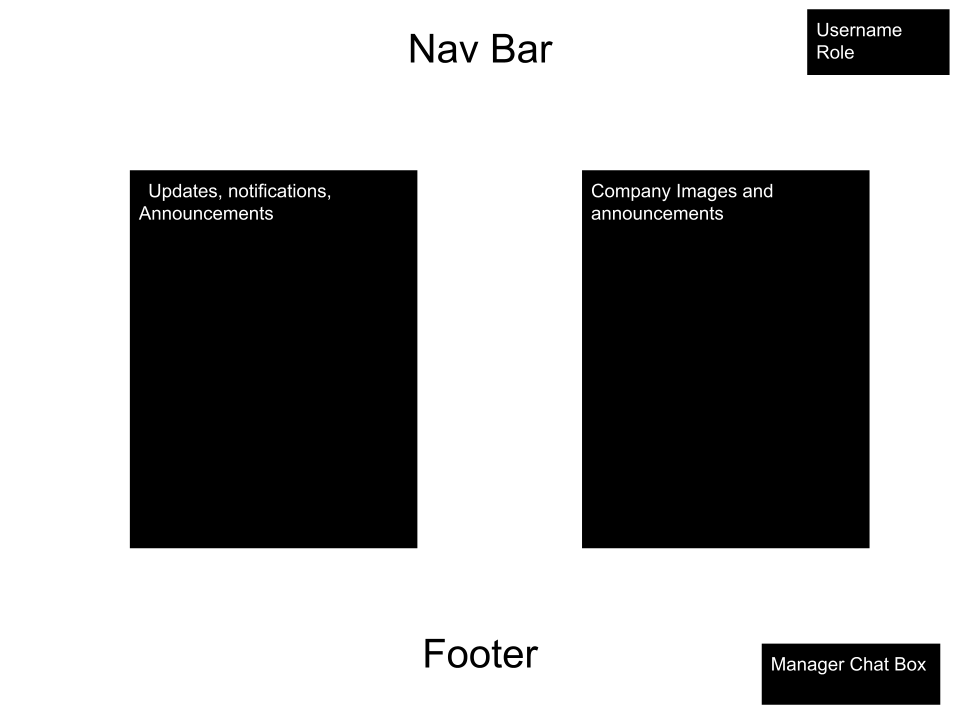 Nav Bar
Username
Role
Updates, notifications,
Announcements
Company Images and
announcements
Footer
Manager Chat Box